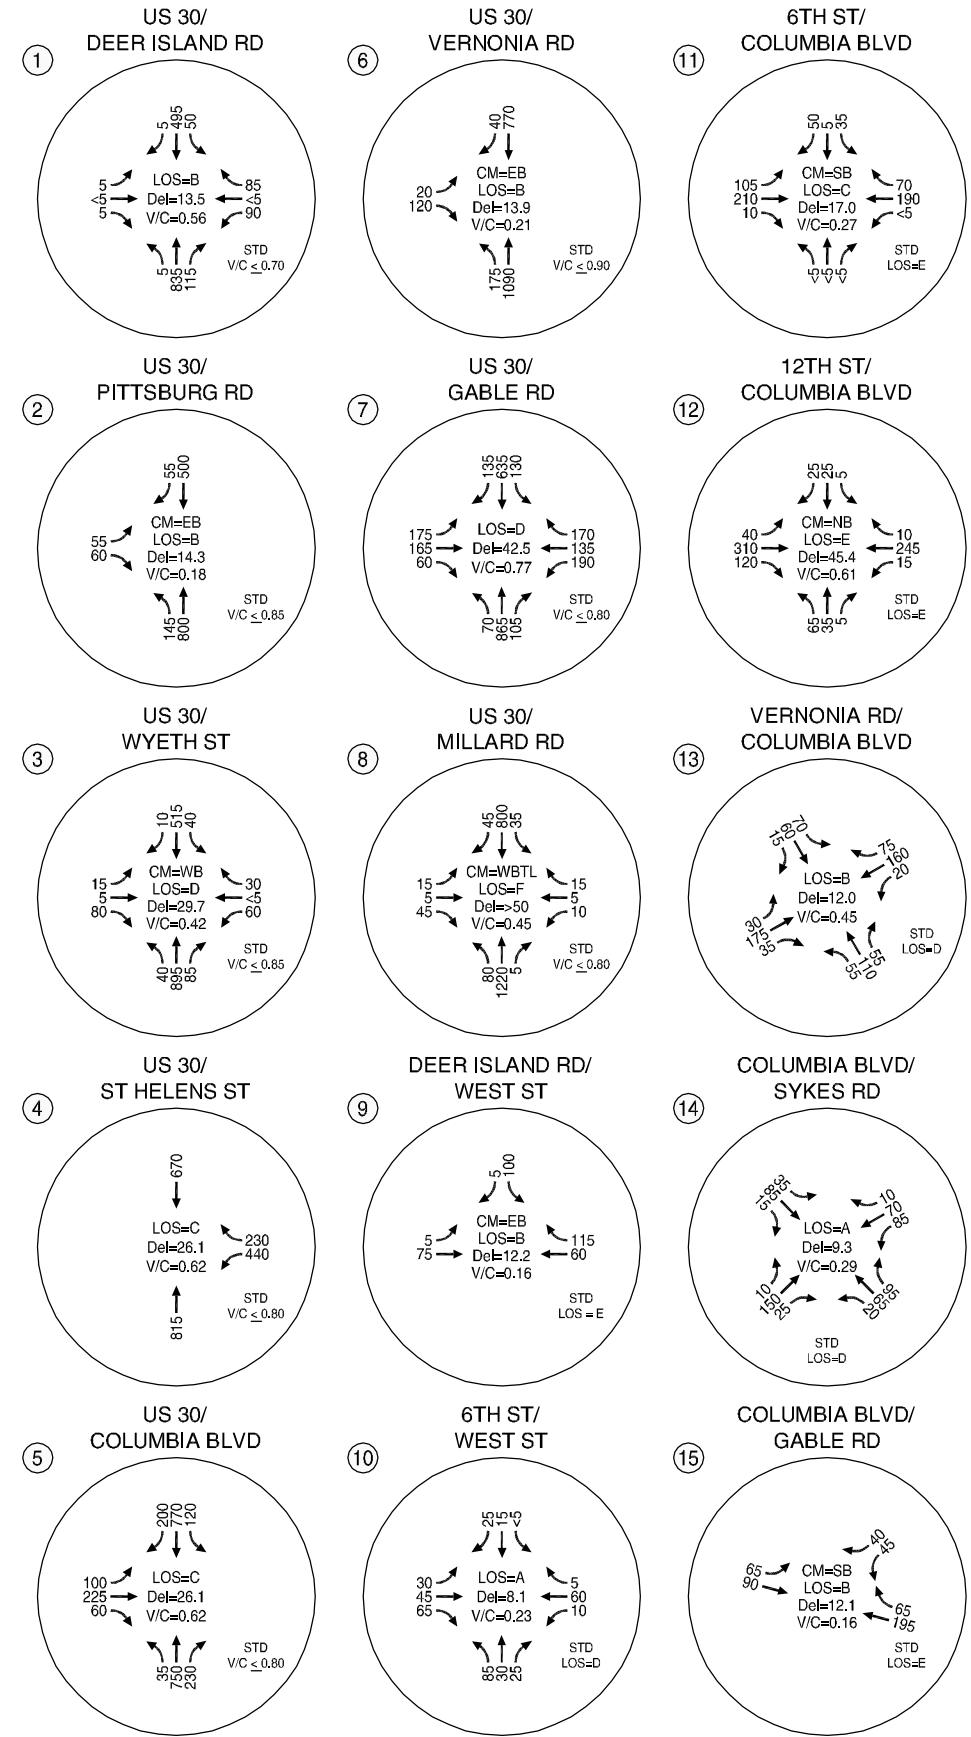 1
US 30/
DEER ISLAND RD
5
495
50
5
<5
5
LOS=B
Del=13.5
V/C=0.56
85
<5
90
5
835
115
STD
V/C ≤ 0.70
2
US 30/
PITTSBURG RD
55
500
55
60
CM=EB
LOS=B
Del=14.3
V/C=0.18
145
800
STD
V/C ≤ 0.85
3
US 30/
WYETH ST
10
515
40
15
5
80
CM=WB
LOS=D
Del=29.7
V/C=0.42
30
<5
60
40
895
85
STD
V/C ≤ 0.85
4
US 30/
ST HELENS ST
670
LOS=C
Del=26.1
V/C=0.62
230
440
815
STD
V/C ≤ 0.80
5
US 30/
COLUMBIA BLVD
200
770
120
100
225
60
LOS=C
Del=26.1
V/C=0.62
35
750
230
STD
V/C ≤ 0.80
6
US 30/
VERNONIA RD
40
770
20
120
CM=EB
LOS=B
Del=13.9
V/C=0.21
175
1090
STD
V/C ≤ 0.90
7
US 30/
GABLE RD
135
635
130
175
165
60
LOS=D
Del=42.5
V/C=0.77
170
135
190
70
865
105
STD
V/C ≤ 0.80
8
US 30/
MILLARD RD
45
800
35
15
5
45
CM=WBTL
LOS=F
Del=>50
V/C=0.45
15
5
10
80
1220
5
STD
V/C ≤ 0.80
9
DEER ISLAND RD/
WEST ST
5
100
5
75
CM=EB
LOS=B
Del=12.2
V/C=0.16
115
60
STD
LOS = E
10
6TH ST/
WEST ST
25
15
<5
30
45
65
LOS=A
Del=8.1
V/C=0.23
5
60
10
85
30
25
STD
LOS=D
11
6TH ST/
COLUMBIA BLVD
50
5
35
105
210
10
CM=SB
LOS=C
Del=17.0
V/C=0.27
70
190
<5
<5
<5
<5
STD
LOS=E
12
12TH ST/
COLUMBIA BLVD
25
25
5
40
310
120
CM=NB
LOS=E
Del=45.4
V/C=0.61
10
245
15
65
35
5
STD
LOS=E
13
VERNONIA RD/
COLUMBIA BLVD
15
60
70
75
160
20
LOS=B
Del=12.0
V/C=0.45
30
175
35
55
110
55
STD
LOS=D
14
COLUMBIA BLVD/
SYKES RD
15
185
35
10
70
85
LOS=A
Del=9.3
V/C=0.29
10
150
25
20
65
STD
LOS=D
15
COLUMBIA BLVD/
GABLE RD
40
45
65
90
CM=SB
LOS=B
Del=12.1
V/C=0.16
65
195
STD
LOS=E